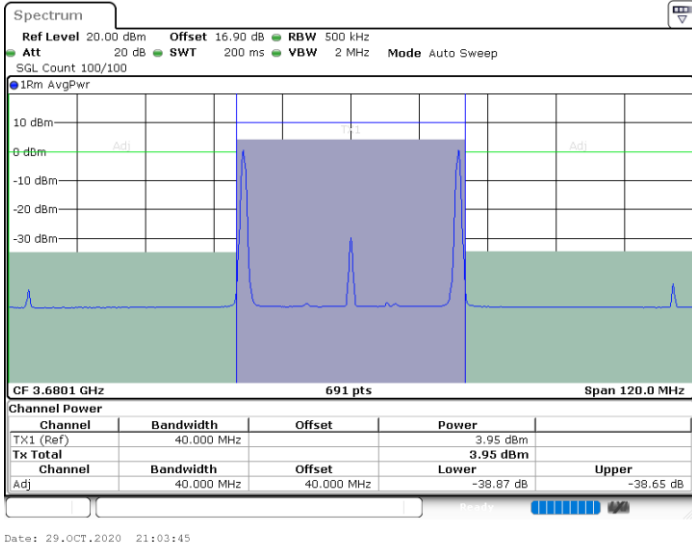 Spectrum
Ref Level 20.00 dBm Offset 16.90 dB RBW 500 kHz
Att 20 dB SWT 200 ms VBW 2 MHz Mode Auto Sweep
SGL Count 100/100
1Rm AvgPwr
10 dBm
TX1
Adj
0 dBm
Adj
-10 dBm
-20 dBm
-30 dBm
CF 3.6801 GHz 691 pts Span 120.0 MHz
Channel Power
Channel Bandwidth Offset Power
TX1 (Ref) 40.000 MHz 3.95 dBm
Tx Total 3.95 dBm
Channel Bandwidth Offset Lower Upper
Adj 40.000 MHz 40.000 MHz -38.87 dB -38.65 dB
Ready
Date: 29.OCT.2020 21:03:45